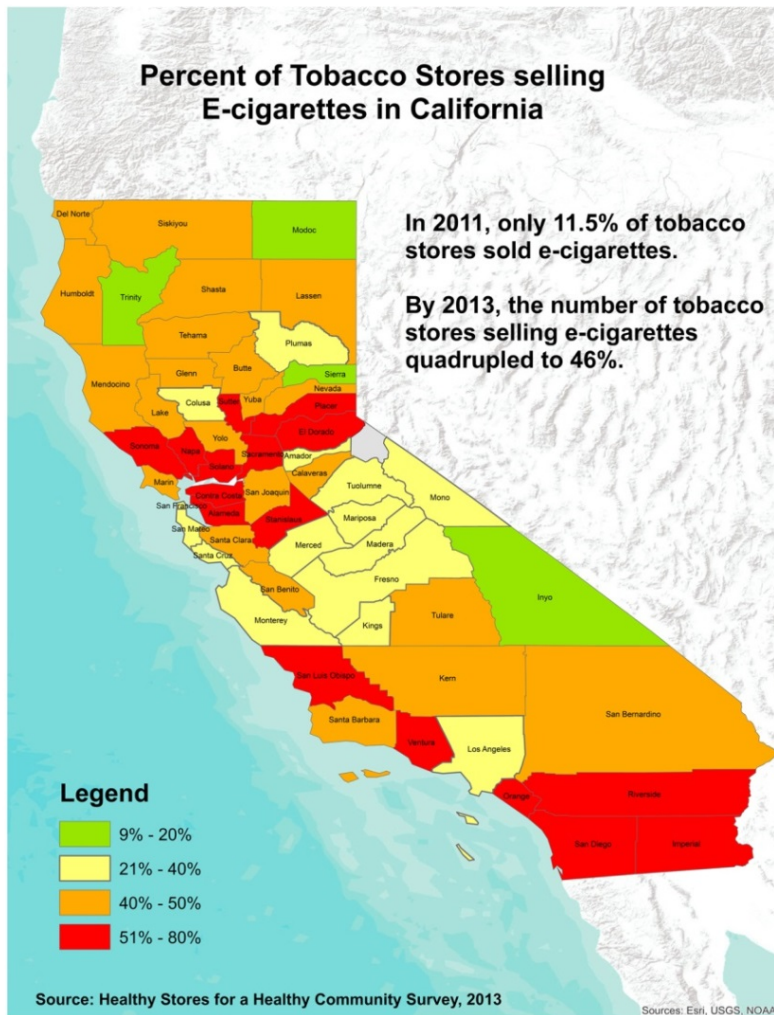 Percent of Tobacco Stores selling
E-cigarettes in California
In 2011, only 11.5% of tobacco
stores sold e-cigarettes.
By 2013, the number of tobacco
stores selling e-cigarettes
quadrupled to 46%.
Del Norte
Siskiyou
Modoc
Humboldt
Trinity
Shasta
Lassen
Tehama
Plumas
Mendocino
Glenn
Butte
Sierra
Nevada
Lake
Colusa
Sutter
Yuba
Placer
El Dorado
Sonoma
Napa
Yolo
Sacramento
Amador
Solano
Calaveras
Marin
Contra Costa
San Joaquin
Tuolumne
Mono
San Francisco
Alameda
Stanislaus
Mariposa
San Mateo
Santa Clara
Merced
Madera
Santa Cruz
Fresno
San Benito
Inyo
Monterey
Kings
Tulare
San Luis Obispo
Kern
San Bernardino
Santa Barbara
Ventura
Los Angeles
Orange
Riverside
San Diego
Imperial
Legend
9% - 20%
21% - 40%
40% - 50%
51% - 80%
Source: Healthy Stores for a Healthy Community Survey, 2013
Sources: Esri, USGS, NOAA